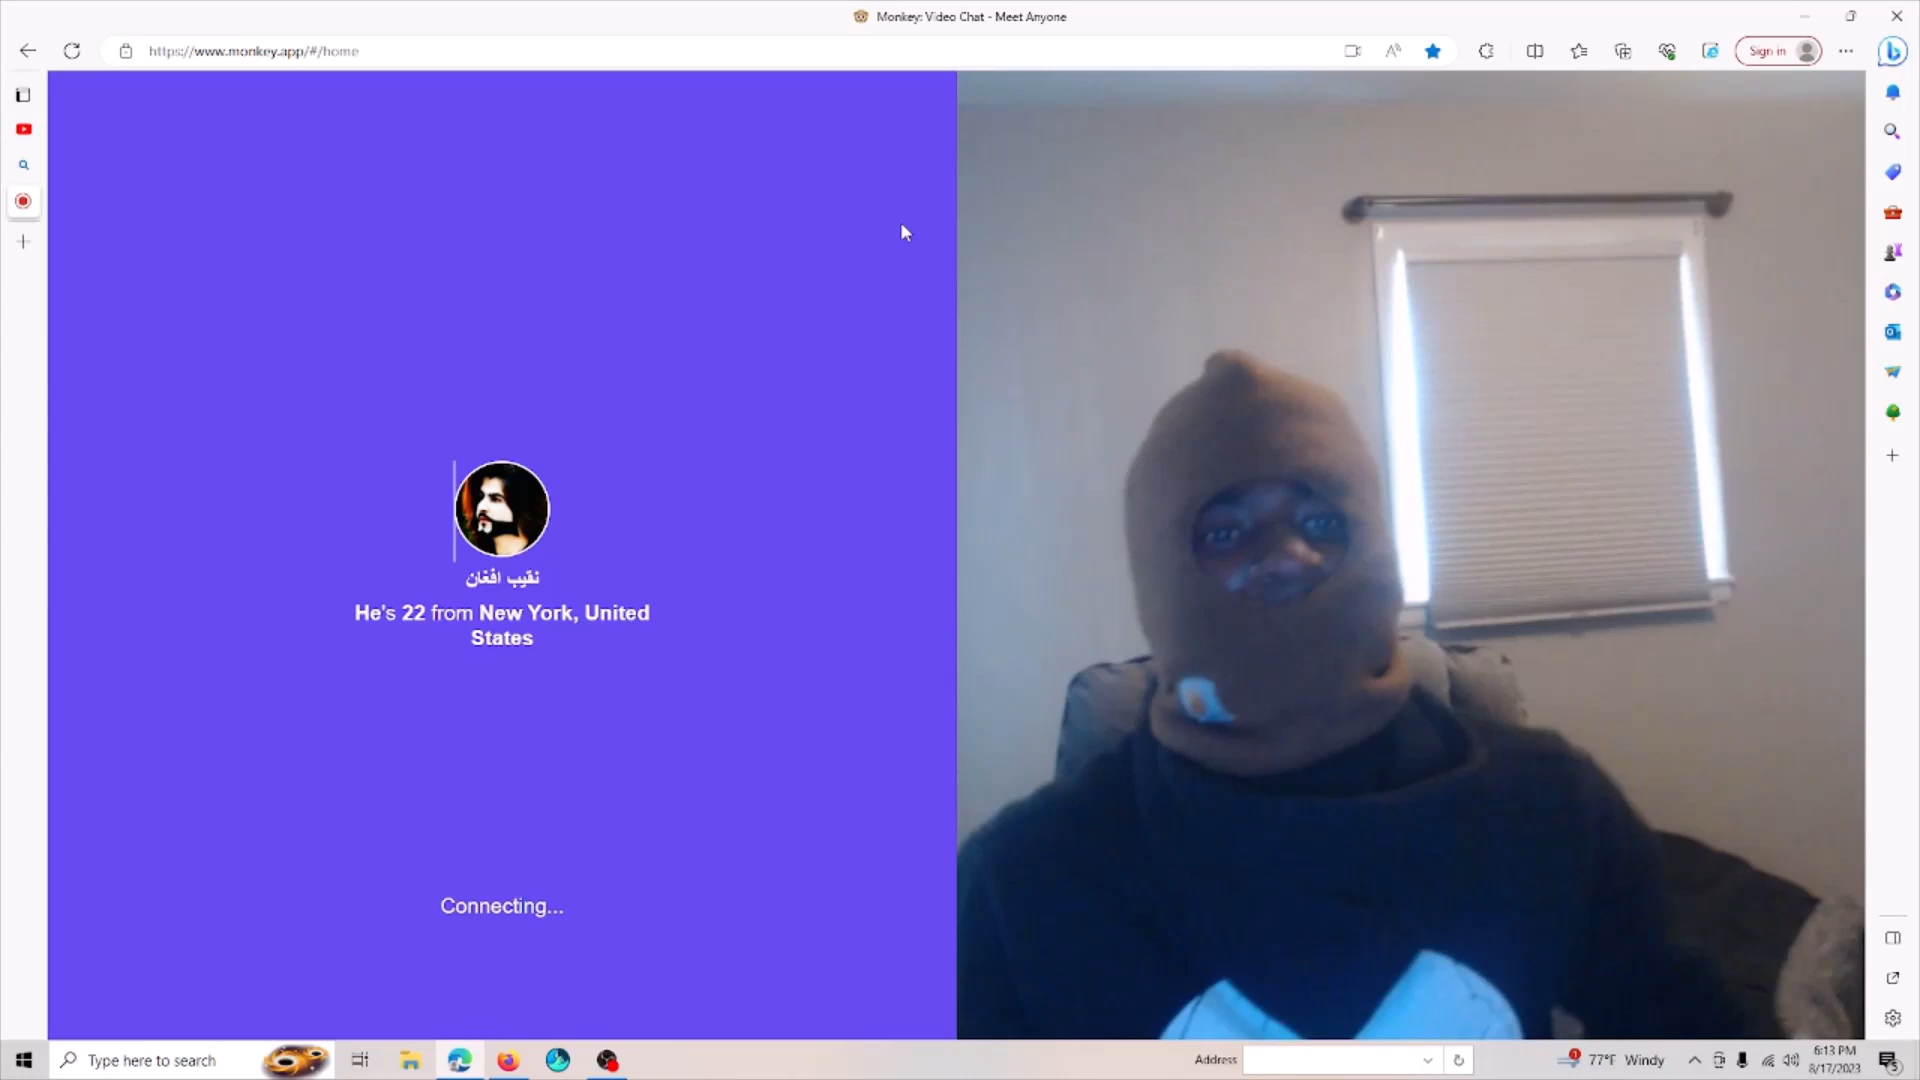 Monkey: Video Chat - Meet Anyone
https://www.monkey.app/#/home
Sign in
نقيب افغان
He's 22 from New York, United
States
Connecting...
Type here to search
Address
77°F Windy
6:13 PM
8/17/2023